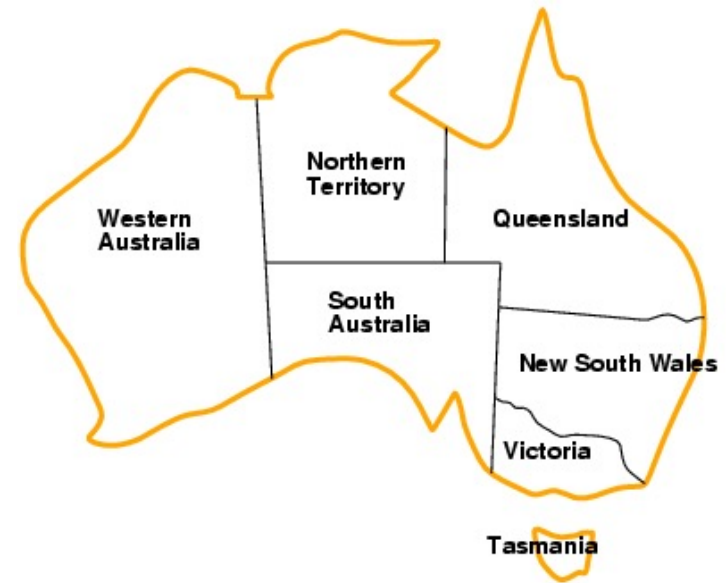 Northern
Territory
Western
Australia
Queensland
South
Australia
New South Wales
Victoria
Tasmania